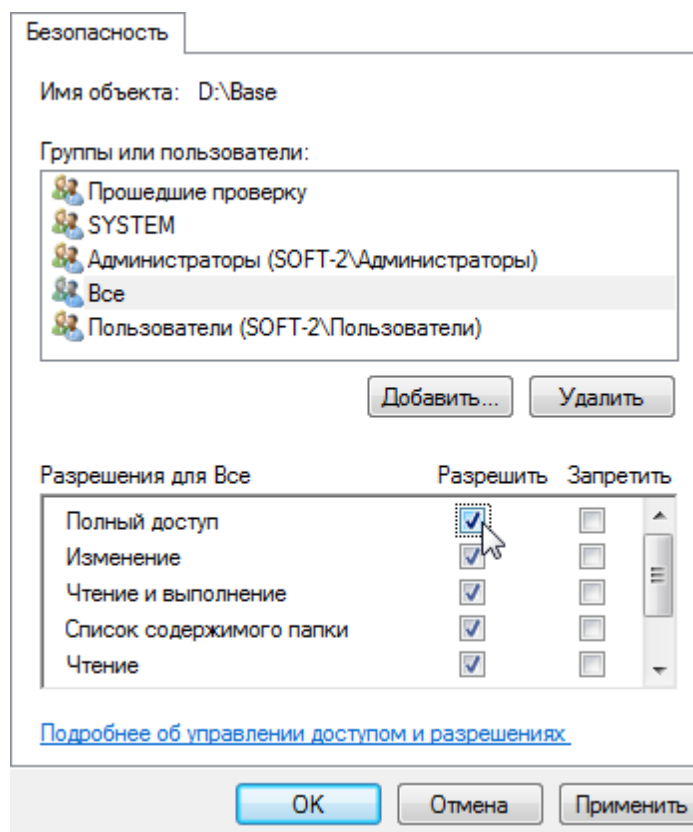 Безопасность
Имя объекта: D:\Base
Группы или пользователи:
Прошедшие проверку
SYSTEM
Администраторы (SOFT-2\Администраторы)
Все
Пользователи (SOFT-2\Пользователи)
Добавить... Удалить
Разрешения для Все Разрешить Запретить
Полный доступ
Изменение
Чтение и выполнение
Список содержимого папки
Чтение
Подробнее об управлении доступом и разрешениях
OK Отмена Применить